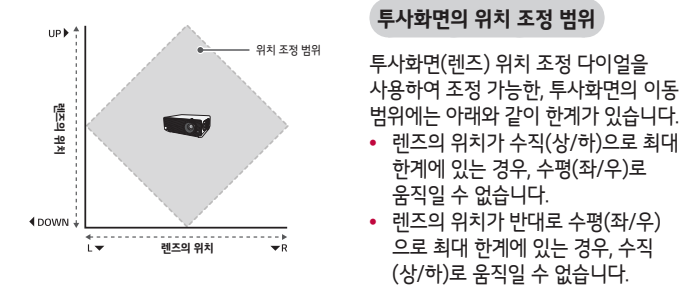 UP
위치 조정 범위
렌즈의 위치
DOWN
L
렌즈의 위치
R
투사화면의 위치 조정 범위
투사화면(렌즈) 위치 조정 다이얼을
사용하여 조정 가능한, 투사화면의 이동
범위에는 아래와 같이 한계가 있습니다.
• 렌즈의 위치가 수직(상/하)으로 최대
한계에 있는 경우, 수평(좌/우)로
움직일 수 없습니다.
• 렌즈의 위치가 반대로 수평(좌/우)
으로 최대 한계에 있는 경우, 수직
(상/하)로 움직일 수 없습니다.